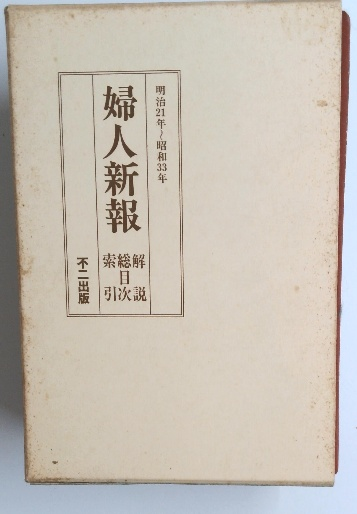 明治21年〜昭和33年
婦人新報
解説
総目次
索引
不二出版